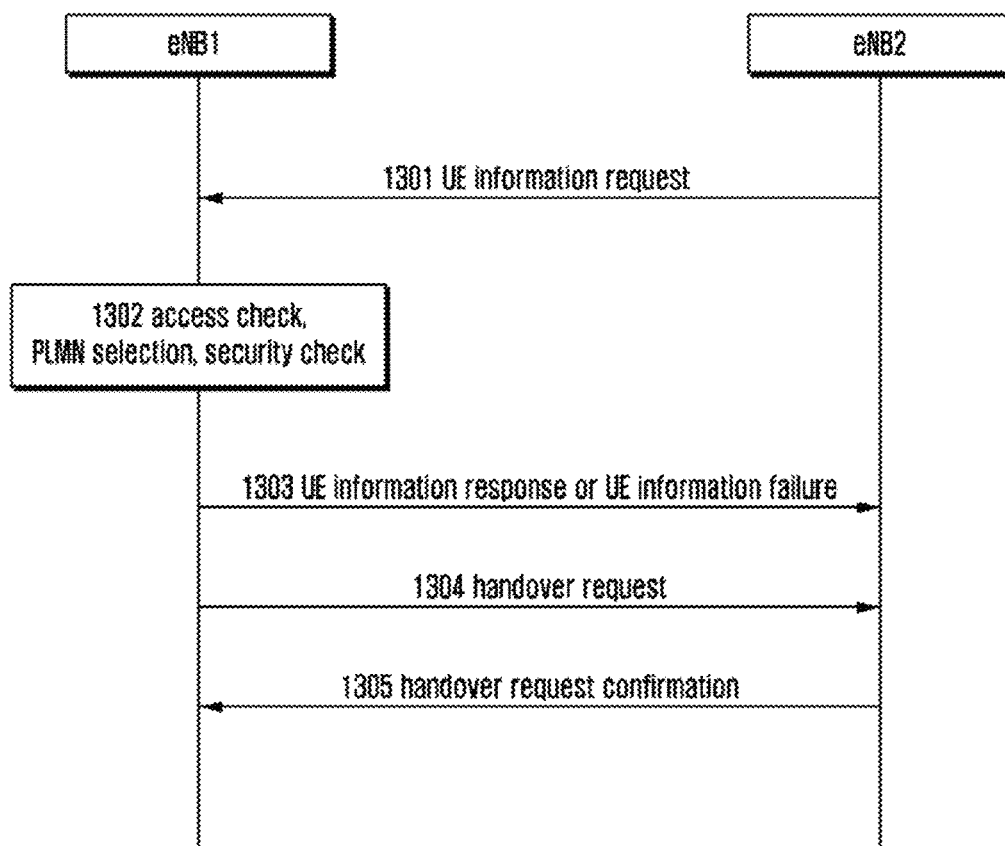 eNB1
eNB2
1301 UE information request
1302 access check,
PLMN selection, security check
1303 UE information response or UE information failure
1304 handover request
1305 handover request confirmation